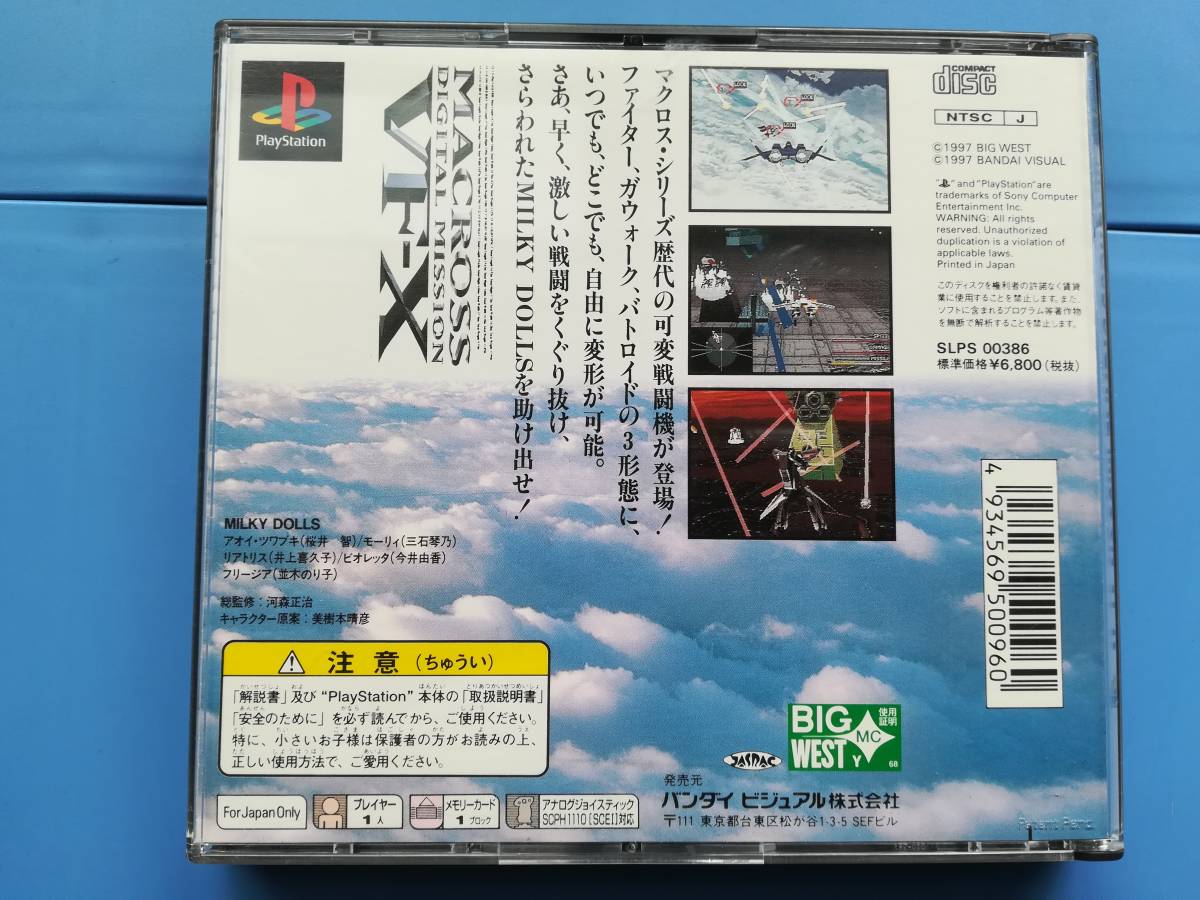 PlayStation
MACROSS
DIGITAL MISSION
VF-X
マクロス・シリーズ歴代の可変戦闘機が登場!
ファイター、ガウォーク、バトロイドの3形態に、
いつでも、どこでも、自由に変形が可能。
さあ、早く、激しい戦闘をくぐり抜け、
さらわれたMILKY DOLLSを助け出せ!
COMPACT
disc
NTSC J
©1997 BIG WEST
©1997 BANDAI VISUAL
" " and "PlayStation" are
trademarks of Sony Computer
Entertainment Inc.
WARNING: All rights
reserved. Unauthorized
duplication is a violation of
applicable laws.
Printed in Japan
このディスクを権利者の許諾なく賃貸
業に使用することを禁止します。また、
ソフトに含まれるプログラム等著作物
を無断で解析することを禁止します。
SLPS 00386
標準価格¥6,800(税抜)
4 934569 500960
MILKY DOLLS
アオイ・ツワブキ(桜井 智)/モーリィ(三石琴乃)
リアトリス(井上喜久子)/ビオレッタ(今井由香)
フリージア(並木のり子)
総監修:河森正治
キャラクター原案:美樹本晴彦
注意(ちゅうい)
「解説書」及び"PlayStation"本体の「取扱説明書」
「安全のために」を必ず読んでから、ご使用ください。
特に、小さいお子様は保護者の方がお読みの上、
正しい使用方法で、ご愛用ください。
For Japan Only
プレイヤー
1人
メモリーカード
1ブロック
アナログジョイスティック
SCPH1110[SCEI]対応
JASRAC
BIG
WEST
使用
証明
MC
Y
68
発売元
バンダイ ビジュアル株式会社
〒111 東京都台東区松が谷1-3-5 SEFビル
Patent Pend.